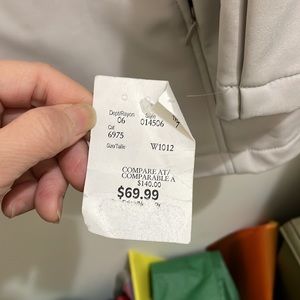 Dept/Rayon Style
06 014506
Cat
6975
Size/Taille W1012
COMPARE AT/
COMPARABLE A
$140.00
$69.99